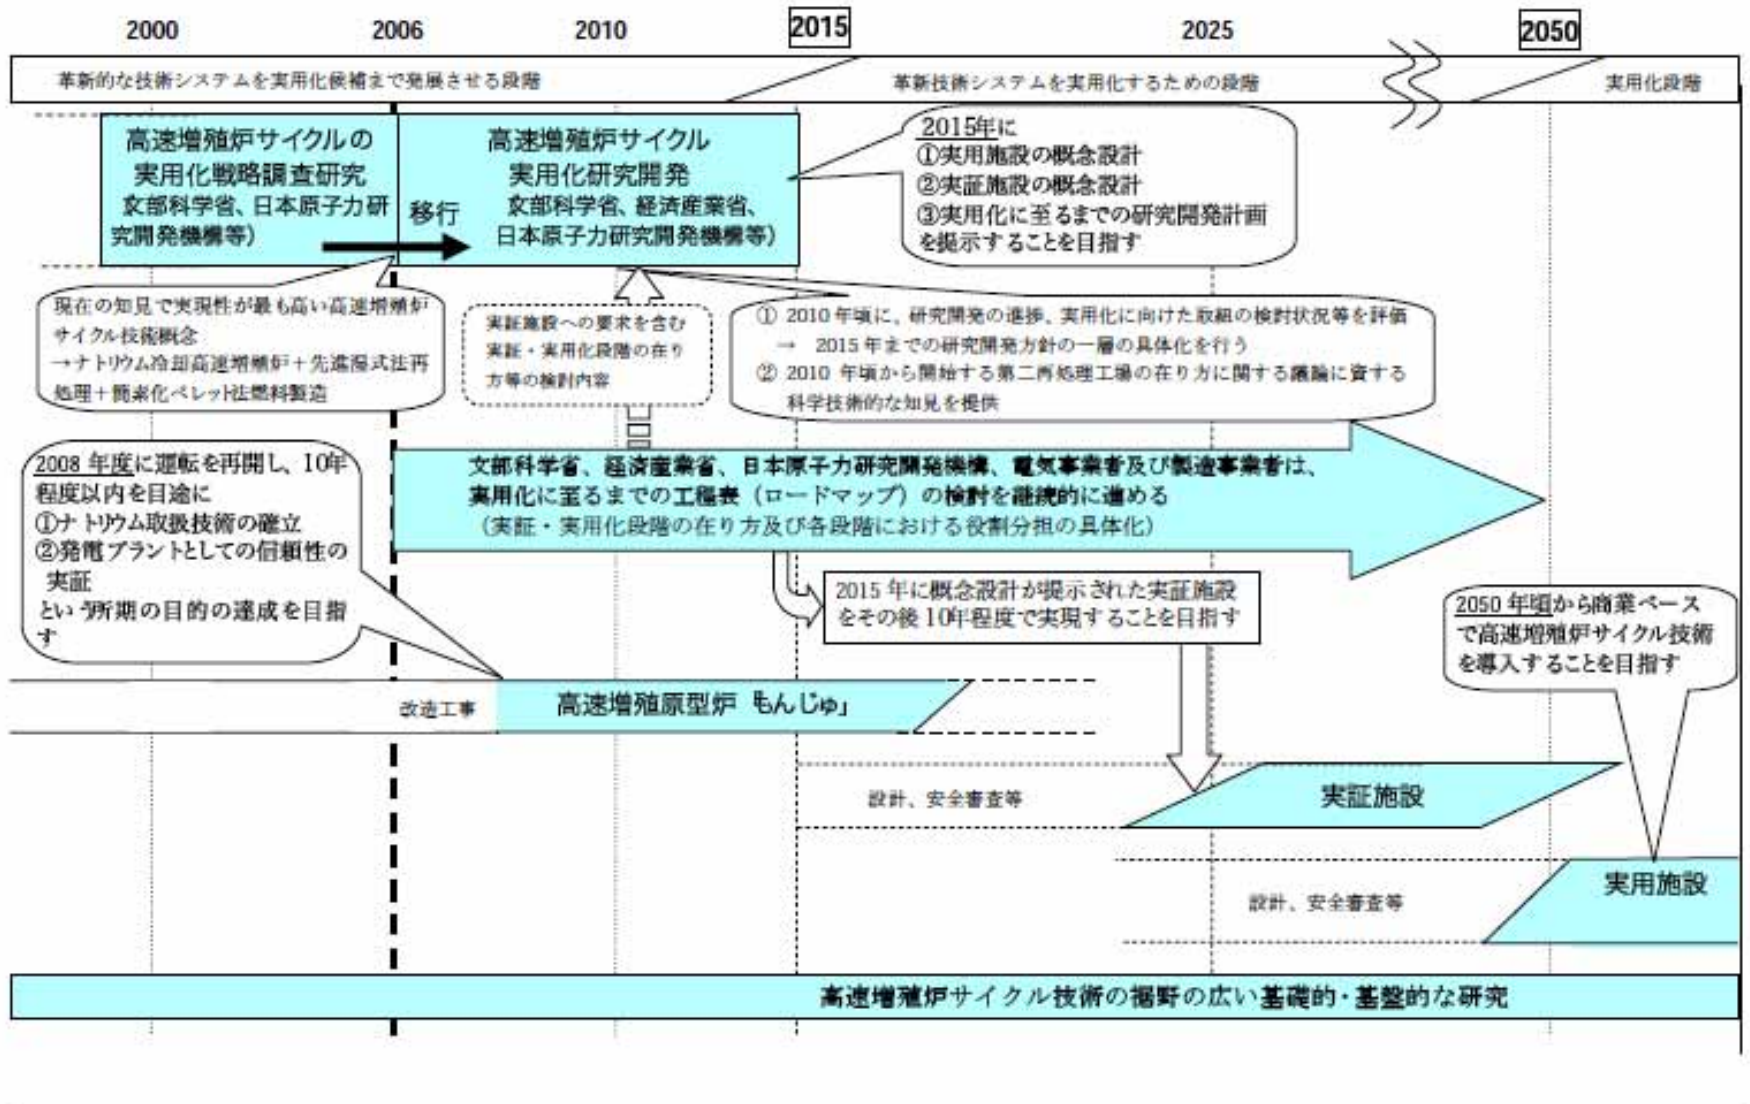 2000
2006
2010
2015
2025
2050
革新的な技術システムを実用化候補まで発展させる段階
革新技術システムを実用化するための段階
実用化段階
高速増殖炉サイクルの
実用化戦略調査研究
文部科学省、日本原子力研
究開発機構等)
移行
高速増殖炉サイクル
実用化研究開発
文部科学省、経済産業省、
日本原子力研究開発機構等)
2015年に
①実用施設の概念設計
②実証施設の概念設計
③実用化に至るまでの研究開発計画
を提示することを目指す
現在の知見で実現性が最も高い高速増殖炉
サイクル技術概念
→ナトリウム冷却高速増殖炉+先進湿式法再
処理+簡素化ペレット法燃料製造
実証施設への要求を含む
実証・実用化段階の在り
方等の検討内容
① 2010年頃に、研究開発の進捗、実用化に向けた取組の検討状況等を評価
→ 2015年までの研究開発方針の一層の具体化を行う
② 2010年頃から開始する第二再処理工場の在り方に関する議論に資する
科学技術的な知見を提供
2008年度に運転を再開し、10年
程度以内を目途に
①ナトリウム取扱技術の確立
②発電プラントとしての信頼性の
実証
という所期の目的の達成を目指
す
文部科学省、経済産業省、日本原子力研究開発機構、電気事業者及び製造事業者は、
実用化に至るまでの工程表(ロードマップ)の検討を継続的に進める
(実証・実用化段階の在り方及び各段階における役割分担の具体化)
2015年に概念設計が提示された実証施設
をその後10年程度で実現することを目指す
2050年頃から商業ベース
で高速増殖炉サイクル技術
を導入することを目指す
改造工事
高速増殖原型炉「もんじゅ」
設計、安全審査等
実証施設
設計、安全審査等
実用施設
高速増殖炉サイクル技術の裾野の広い基礎的・基盤的な研究